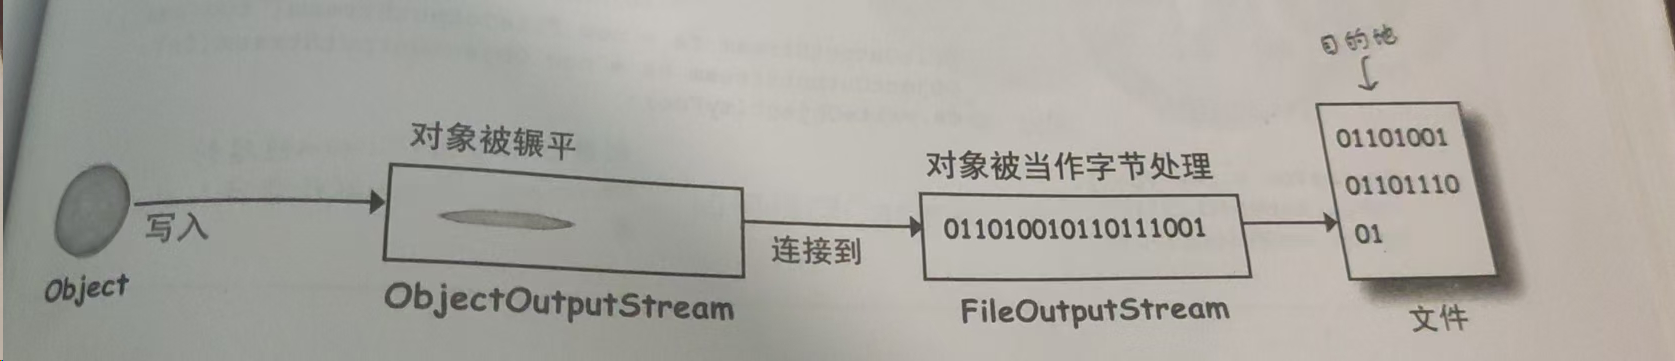 目的地
对象被辗平
对象被当作字节处理
01101001
01101110
01
011010010110111001
写入
连接到
Object
ObjectOutputStream
FileOutputStream
文件